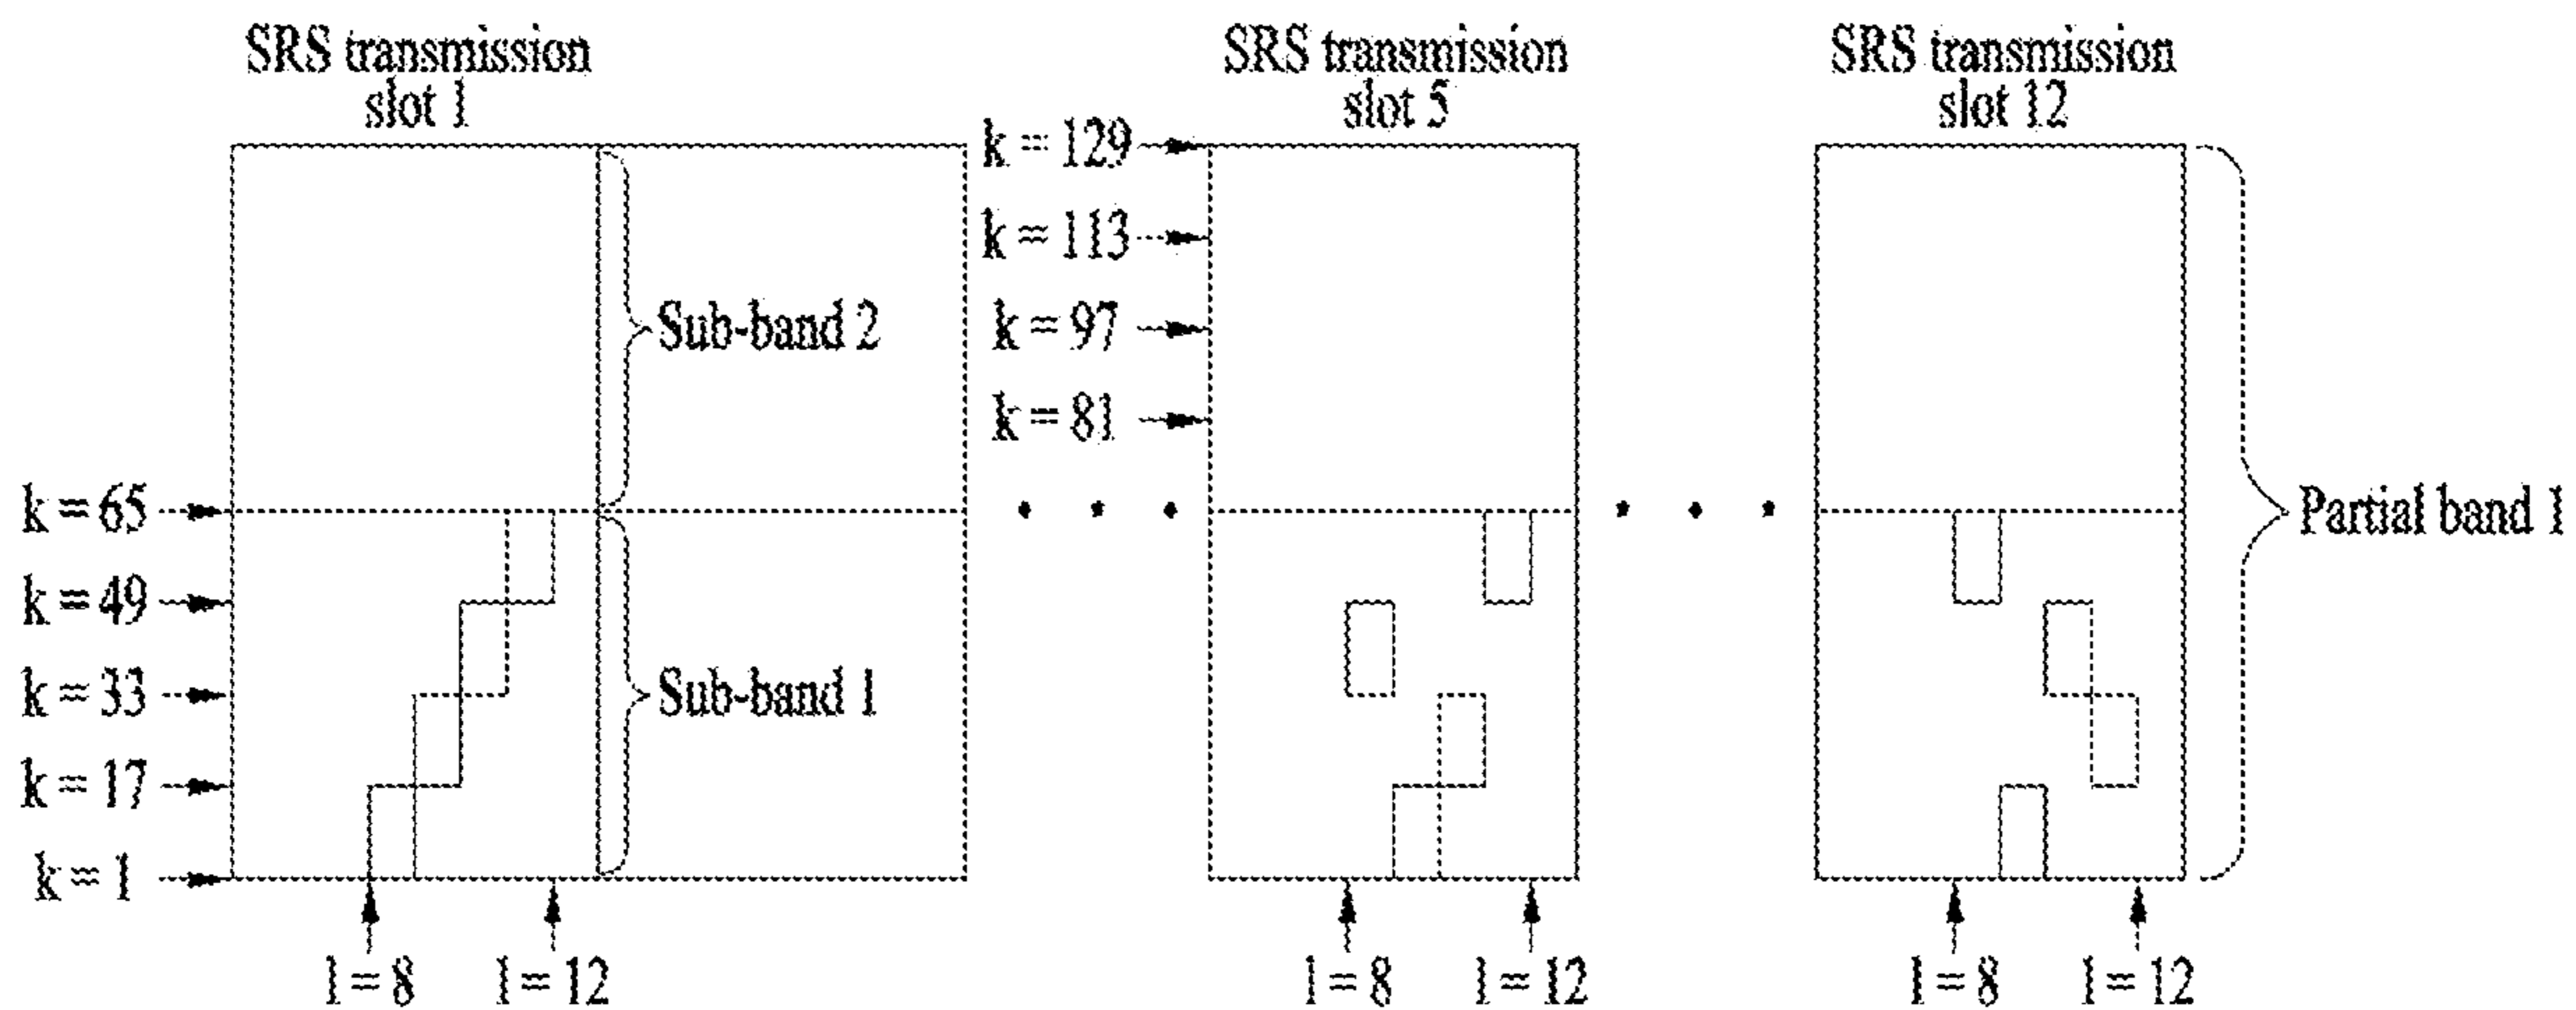 SRS transmission
slot 1
SRS transmission
slot 5
SRS transmission
slot 12
k = 129
k = 113
k = 97
k = 81
Sub-band 2
k = 65
k = 49
k = 33
k = 17
k = 1
Sub-band 1
Partial band 1
l = 8
l = 12
l = 8
l = 12
l = 8
l = 12